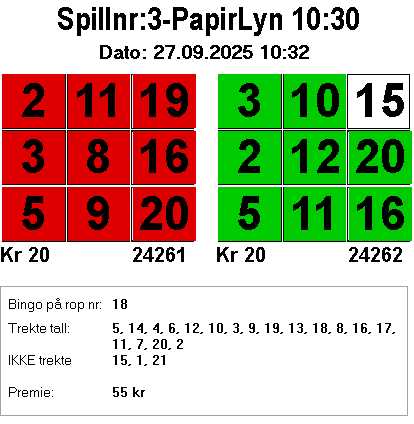 Spillnr:3-PapirLyn 10:30
Dato: 27.09.2025 10:32
2 11 19 3 10 15
3 8 16 2 12 20
5 9 20 5 11 16
Kr 20 24261 Kr 20 24262
Bingo på rop nr: 18
Trekte tall: 5, 14, 4, 6, 12, 10, 3, 9, 19, 13, 18, 8, 16, 17,
11, 7, 20, 2
IKKE trekte 15, 1, 21
Premie: 55 kr